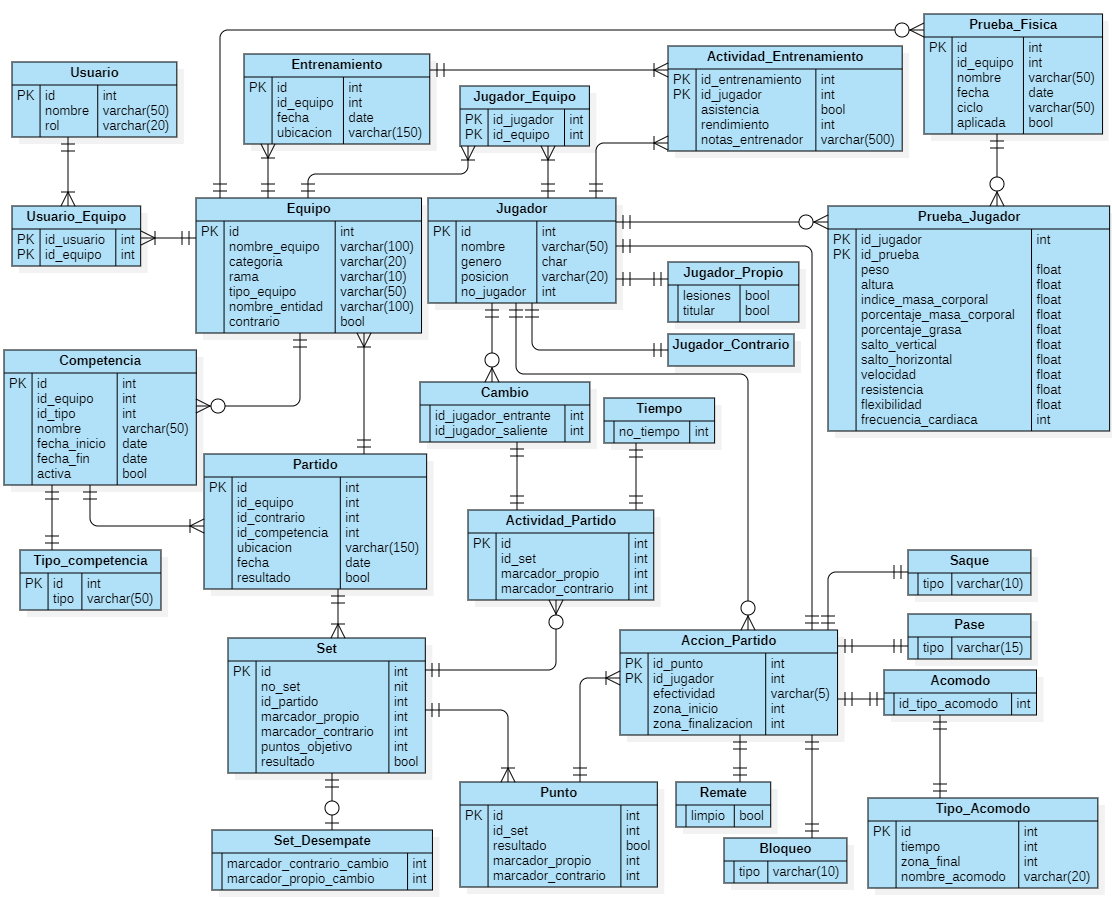 Usuario
PK id int
nombre varchar(50)
rol varchar(20)
Entrenamiento
PK id int
id_equipo int
fecha date
ubicacion varchar(150)
Jugador_Equipo
PK id_jugador int
PK id_equipo int
Actividad_Entrenamiento
PK id_entrenamiento int
PK id_jugador int
asistencia bool
rendimiento int
notas_entrenador varchar(500)
Prueba_Fisica
PK id int
id_equipo int
nombre varchar(50)
fecha date
ciclo varchar(50)
aplicada bool
Usuario_Equipo
PK id_usuario int
PK id_equipo int
Equipo
PK id int
nombre_equipo varchar(100)
categoria varchar(20)
rama varchar(10)
tipo_equipo varchar(50)
nombre_entidad varchar(100)
contrario bool
Jugador
PK id int
nombre varchar(50)
genero char
posicion varchar(20)
no_jugador int
Prueba_Jugador
PK id_jugador int
PK id_prueba
peso float
altura float
indice_masa_corporal float
porcentaje_masa_corporal float
porcentaje_grasa float
salto_vertical float
salto_horizontal float
velocidad float
resistencia float
flexibilidad float
frecuencia_cardiaca int
Jugador_Propio
lesiones bool
titular bool
Jugador_Contrario
Competencia
PK id int
id_equipo int
id_tipo int
nombre varchar(50)
fecha_inicio date
fecha_fin date
activa bool
Cambio
id_jugador_entrante int
id_jugador_saliente int
Tiempo
no_tiempo int
Partido
PK id int
id_equipo int
id_contrario int
id_competencia int
ubicacion varchar(150)
fecha date
resultado bool
Actividad_Partido
PK id int
id_set int
marcador_propio int
marcador_contrario int
Tipo_competencia
PK id int
tipo varchar(50)
Saque
tipo varchar(10)
Pase
tipo varchar(15)
Set
PK id int
no_set nit
id_partido int
marcador_propio int
marcador_contrario int
puntos_objetivo int
resultado bool
Accion_Partido
PK id_punto int
PK id_jugador int
efectividad varchar(5)
zona_inicio int
zona_finalizacion int
Acomodo
id_tipo_acomodo int
Punto
PK id int
id_set int
resultado bool
marcador_propio int
marcador_contrario int
Remate
limpio bool
Tipo_Acomodo
PK id int
tiempo int
zona_final int
nombre_acomodo varchar(20)
Set_Desempate
marcador_contrario_cambio int
marcador_propio_cambio int
Bloqueo
tipo varchar(10)